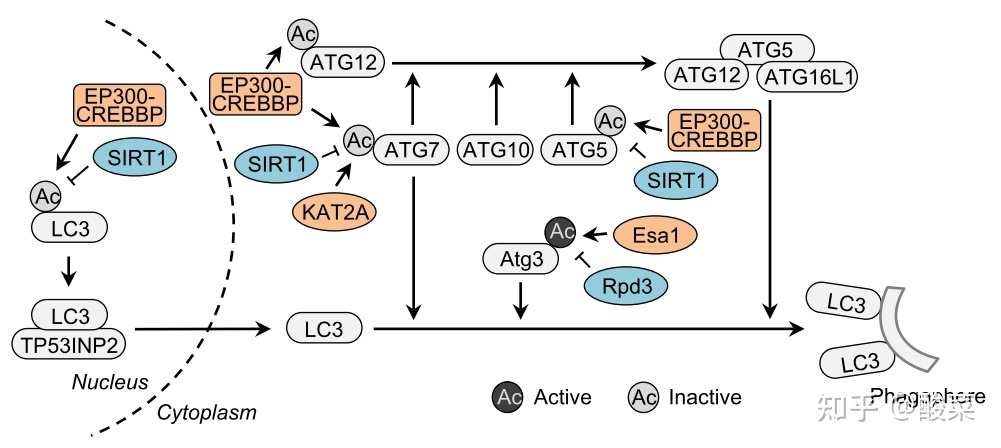 Ac
ATG12
EP300-
CREBBP
EP300-
CREBBP
SIRT1
Ac
LC3
LC3
TP53INP2
Nucleus
Cytoplasm
SIRT1
KAT2A
Ac
ATG7
ATG10
ATG5
Ac
EP300-
CREBBP
SIRT1
ATG5
ATG12
ATG16L1
Atg3
Ac
Esa1
Rpd3
LC3
LC3
LC3
Phagophore
Ac Active
Ac Inactive
知乎 @酸菜